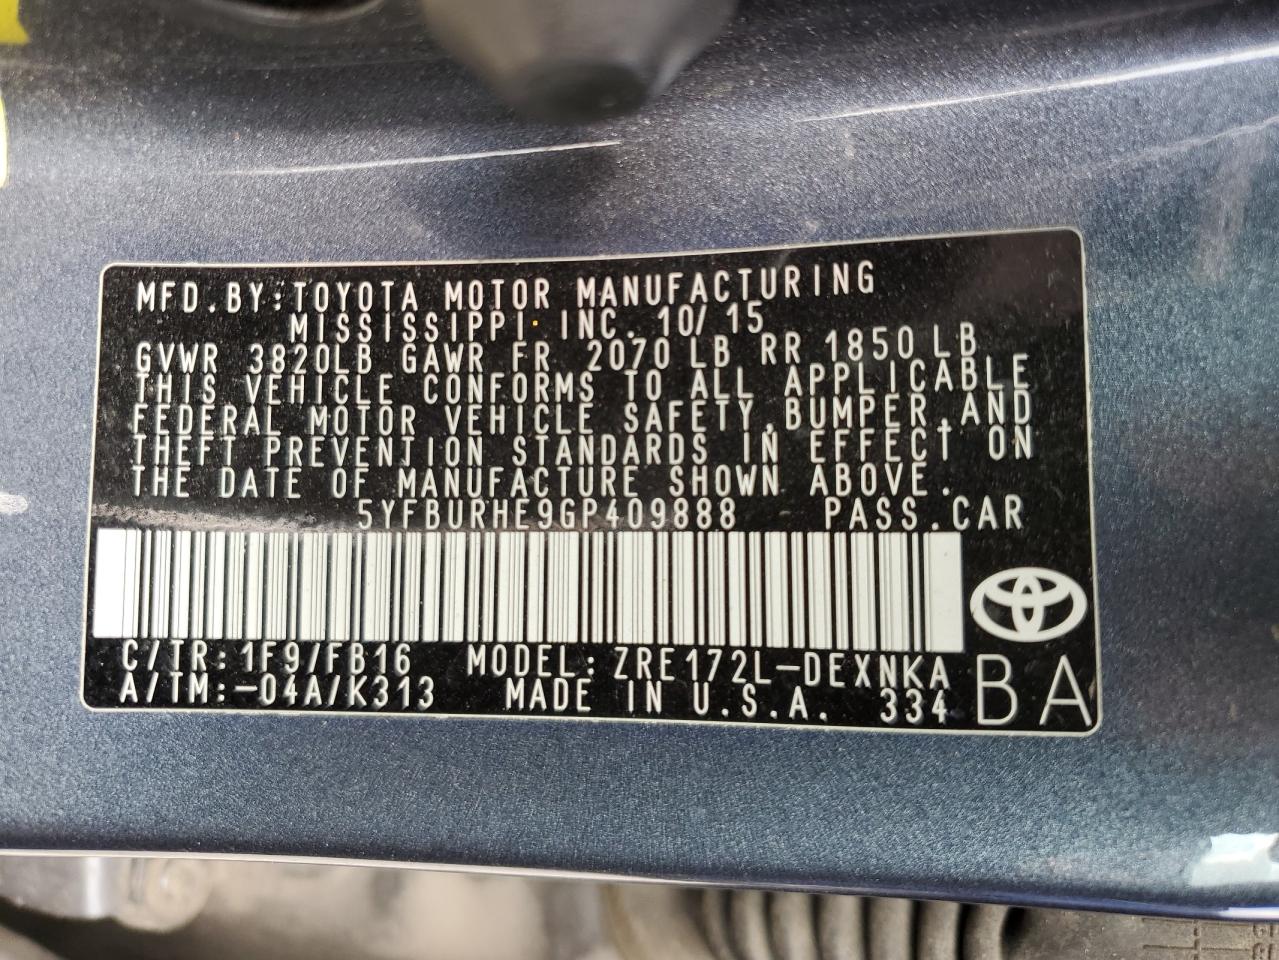 MFD.BY:TOYOTA MOTOR MANUFACTURING
MISSISSIPPI INC. 10/15
GVWR 3820LB GAWR FR 2070 LB RR 1850 LB
THIS VEHICLE CONFORMS TO ALL APPLICABLE
FEDERAL MOTOR VEHICLE SAFETY,BUMPER,AND
THEFT PREVENTION STANDARDS IN EFFECT ON
THE DATE OF MANUFACTURE SHOWN ABOVE.
5YFBURHE9GP409888 PASS.CAR
C/TR:1F9/FB16 MODEL:ZRE172L-DEXNKA
A/TM:-04A/K313 MADE IN U.S.A. 334
BA